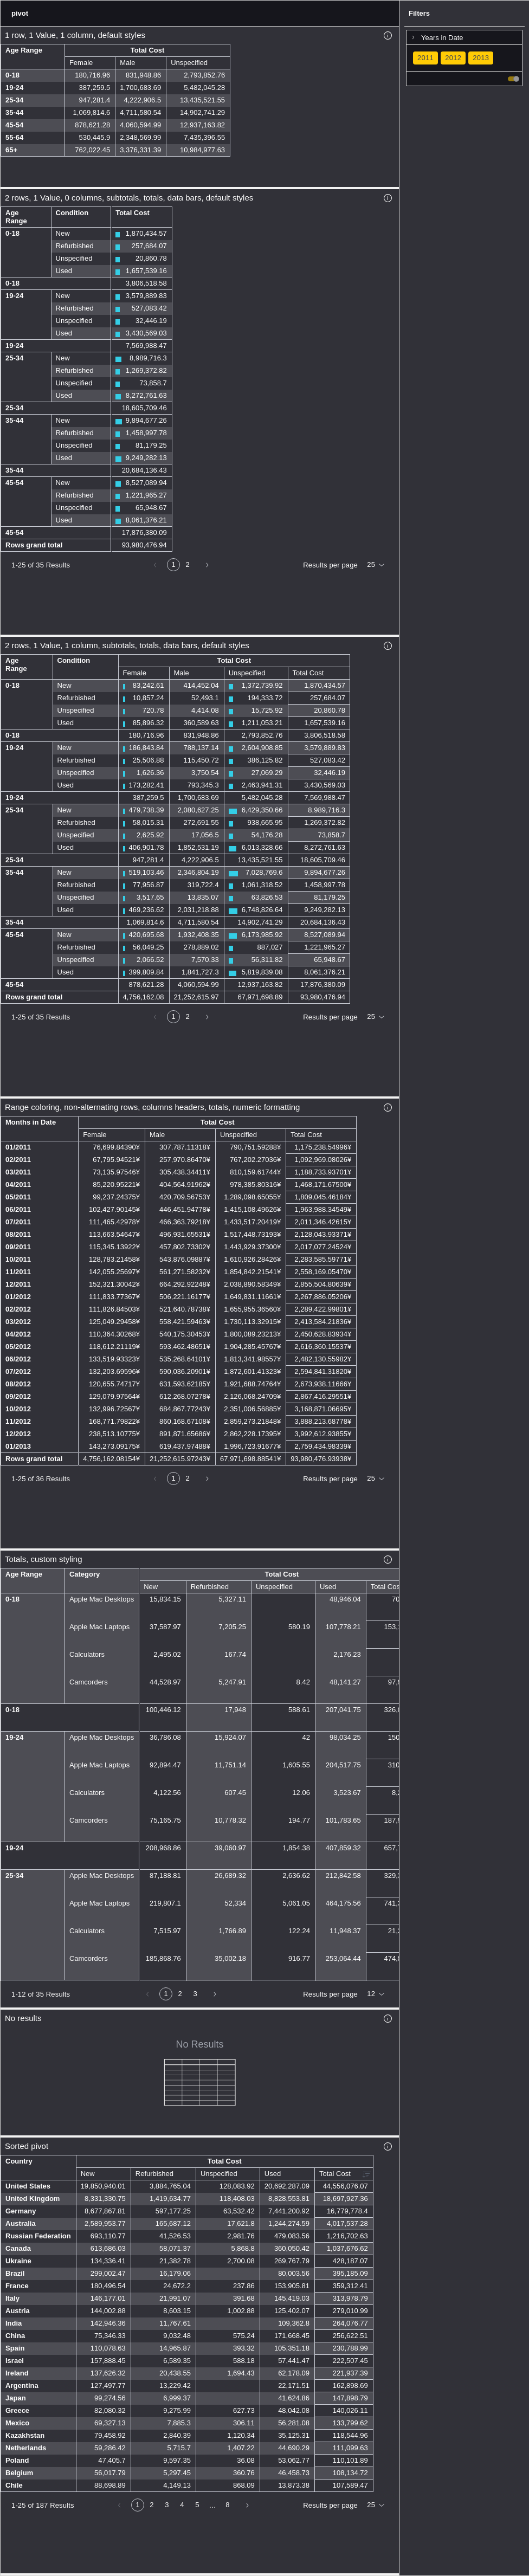 pivot
Filters
Years in Date
2011 2012 2013
1 row, 1 Value, 1 column, default styles
Age Range Total Cost
Female Male Unspecified
0-18 180,716.96 831,948.86 2,793,852.76
19-24 387,259.5 1,700,683.69 5,482,045.28
25-34 947,281.4 4,222,906.5 13,435,521.55
35-44 1,069,814.6 4,711,580.54 14,902,741.29
45-54 878,621.28 4,060,594.99 12,937,163.82
55-64 530,445.9 2,348,569.99 7,435,396.55
65+ 762,022.45 3,376,331.39 10,984,977.63
2 rows, 1 Value, 0 columns, subtotals, totals, data bars, default styles
Age Range Condition Total Cost
0-18 New 1,870,434.57
Refurbished 257,684.07
Unspecified 20,860.78
Used 1,657,539.16
0-18 3,806,518.58
19-24 New 3,579,889.83
Refurbished 527,083.42
Unspecified 32,446.19
Used 3,430,569.03
19-24 7,569,988.47
25-34 New 8,989,716.3
Refurbished 1,269,372.82
Unspecified 73,858.7
Used 8,272,761.63
25-34 18,605,709.46
35-44 New 9,894,677.26
Refurbished 1,458,997.78
Unspecified 81,179.25
Used 9,249,282.13
35-44 20,684,136.43
45-54 New 8,527,089.94
Refurbished 1,221,965.27
Unspecified 65,948.67
Used 8,061,376.21
45-54 17,876,380.09
Rows grand total 93,980,476.94
1-25 of 35 Results 1 2 Results per page 25
2 rows, 1 Value, 1 column, subtotals, totals, data bars, default styles
Age Range Condition Total Cost
Female Male Unspecified Total Cost
0-18 New 83,242.61 414,452.04 1,372,739.92 1,870,434.57
Refurbished 10,857.24 52,493.1 194,333.72 257,684.07
Unspecified 720.78 4,414.08 15,725.92 20,860.78
Used 85,896.32 360,589.63 1,211,053.21 1,657,539.16
0-18 180,716.96 831,948.86 2,793,852.76 3,806,518.58
19-24 New 186,843.84 788,137.14 2,604,908.85 3,579,889.83
Refurbished 25,506.88 115,450.72 386,125.82 527,083.42
Unspecified 1,626.36 3,750.54 27,069.29 32,446.19
Used 173,282.41 793,345.3 2,463,941.31 3,430,569.03
19-24 387,259.5 1,700,683.69 5,482,045.28 7,569,988.47
25-34 New 479,738.39 2,080,627.25 6,429,350.66 8,989,716.3
Refurbished 58,015.31 272,691.55 938,665.95 1,269,372.82
Unspecified 2,625.92 17,056.5 54,176.28 73,858.7
Used 406,901.78 1,852,531.19 6,013,328.66 8,272,761.63
25-34 947,281.4 4,222,906.5 13,435,521.55 18,605,709.46
35-44 New 519,103.46 2,346,804.19 7,028,769.6 9,894,677.26
Refurbished 77,956.87 319,722.4 1,061,318.52 1,458,997.78
Unspecified 3,517.65 13,835.07 63,826.53 81,179.25
Used 469,236.62 2,031,218.88 6,748,826.64 9,249,282.13
35-44 1,069,814.6 4,711,580.54 14,902,741.29 20,684,136.43
45-54 New 420,695.68 1,932,408.35 6,173,985.92 8,527,089.94
Refurbished 56,049.25 278,889.02 887,027 1,221,965.27
Unspecified 2,066.52 7,570.33 56,311.82 65,948.67
Used 399,809.84 1,841,727.3 5,819,839.08 8,061,376.21
45-54 878,621.28 4,060,594.99 12,937,163.82 17,876,380.09
Rows grand total 4,756,162.08 21,252,615.97 67,971,698.89 93,980,476.94
1-25 of 35 Results 1 2 Results per page 25
Range coloring, non-alternating rows, columns headers, totals, numeric formatting
Months in Date Total Cost
Female Male Unspecified Total Cost
01/2011 76,699.84390¥ 307,787.11318¥ 790,751.59288¥ 1,175,238.54996¥
02/2011 67,795.94521¥ 257,970.86470¥ 767,202.27036¥ 1,092,969.08026¥
03/2011 73,135.97546¥ 305,438.34411¥ 810,159.61744¥ 1,188,733.93701¥
04/2011 85,220.95221¥ 404,564.91962¥ 978,385.80316¥ 1,468,171.67500¥
05/2011 99,237.24375¥ 420,709.56753¥ 1,289,098.65055¥ 1,809,045.46184¥
06/2011 102,427.90145¥ 446,451.94778¥ 1,415,108.49626¥ 1,963,988.34549¥
07/2011 111,465.42978¥ 466,363.79218¥ 1,433,517.20419¥ 2,011,346.42615¥
08/2011 113,663.54647¥ 496,931.65531¥ 1,517,448.73193¥ 2,128,043.93371¥
09/2011 115,345.13922¥ 457,802.73302¥ 1,443,929.37300¥ 2,017,077.24524¥
10/2011 128,783.21458¥ 543,876.09887¥ 1,610,926.28426¥ 2,283,585.59771¥
11/2011 142,055.25697¥ 561,271.58232¥ 1,854,842.21541¥ 2,558,169.05470¥
12/2011 152,321.30042¥ 664,292.92248¥ 2,038,890.58349¥ 2,855,504.80639¥
01/2012 111,833.77367¥ 506,221.16177¥ 1,649,831.11661¥ 2,267,886.05206¥
02/2012 111,826.84503¥ 521,640.78738¥ 1,655,955.36560¥ 2,289,422.99801¥
03/2012 125,049.29458¥ 558,421.59463¥ 1,730,113.32915¥ 2,413,584.21836¥
04/2012 110,364.30268¥ 540,175.30453¥ 1,800,089.23213¥ 2,450,628.83934¥
05/2012 118,612.21119¥ 593,462.48651¥ 1,904,285.45767¥ 2,616,360.15537¥
06/2012 133,519.93323¥ 535,268.64101¥ 1,813,341.98557¥ 2,482,130.55982¥
07/2012 132,203.69596¥ 590,036.20901¥ 1,872,601.41323¥ 2,594,841.31820¥
08/2012 120,655.74717¥ 631,593.62185¥ 1,921,688.74764¥ 2,673,938.11666¥
09/2012 129,079.97564¥ 612,268.07278¥ 2,126,068.24709¥ 2,867,416.29551¥
10/2012 132,996.72567¥ 684,867.77243¥ 2,351,006.56885¥ 3,168,871.06695¥
11/2012 168,771.79822¥ 860,168.67108¥ 2,859,273.21848¥ 3,888,213.68778¥
12/2012 238,513.10775¥ 891,871.65686¥ 2,862,228.17395¥ 3,992,612.93855¥
01/2013 143,273.09175¥ 619,437.97488¥ 1,996,723.91677¥ 2,759,434.98339¥
Rows grand total 4,756,162.08154¥ 21,252,615.97243¥ 67,971,698.88541¥ 93,980,476.93938¥
1-25 of 36 Results 1 2 Results per page 25
Totals, custom styling
Age Range Category Total Cost
New Refurbished Unspecified Used Total Cos
0-18 Apple Mac Desktops 15,834.15 5,327.11 48,946.04 70
Apple Mac Laptops 37,587.97 7,205.25 580.19 107,778.21 153,
Calculators 2,495.02 167.74 2,176.23
Camcorders 44,528.97 5,247.91 8.42 48,141.27 97,
0-18 100,446.12 17,948 588.61 207,041.75 326,
19-24 Apple Mac Desktops 36,786.08 15,924.07 42 98,034.25 150
Apple Mac Laptops 92,894.47 11,751.14 1,605.55 204,517.75 310
Calculators 4,122.56 607.45 12.06 3,523.67 8,
Camcorders 75,165.75 10,778.32 194.77 101,783.65 187,
19-24 208,968.86 39,060.97 1,854.38 407,859.32 657,
25-34 Apple Mac Desktops 87,188.81 26,689.32 2,636.62 212,842.58 329,
Apple Mac Laptops 219,807.1 52,334 5,061.05 464,175.56 741,
Calculators 7,515.97 1,766.89 122.24 11,948.37 21,
Camcorders 185,868.76 35,002.18 916.77 253,064.44 474,
1-12 of 35 Results 1 2 3 Results per page 12
No results
No Results
Sorted pivot
Country Total Cost
New Refurbished Unspecified Used Total Cost
United States 19,850,940.01 3,884,765.04 128,083.92 20,692,287.09 44,556,076.07
United Kingdom 8,331,330.75 1,419,634.77 118,408.03 8,828,553.81 18,697,927.36
Germany 8,677,867.81 597,177.25 63,532.42 7,441,200.92 16,779,778.4
Australia 2,589,953.77 165,687.12 17,621.8 1,244,274.59 4,017,537.28
Russian Federation 693,110.77 41,526.53 2,981.76 479,083.56 1,216,702.63
Canada 613,686.03 58,071.37 5,868.8 360,050.42 1,037,676.62
Ukraine 134,336.41 21,382.78 2,700.08 269,767.79 428,187.07
Brazil 299,002.47 16,179.06 80,003.56 395,185.09
France 180,496.54 24,672.2 237.86 153,905.81 359,312.41
Italy 146,177.01 21,991.07 391.68 145,419.03 313,978.79
Austria 144,002.88 8,603.15 1,002.88 125,402.07 279,010.99
India 142,946.36 11,767.61 109,362.8 264,076.77
China 75,346.33 9,032.48 575.24 171,668.45 256,622.51
Spain 110,078.63 14,965.87 393.32 105,351.18 230,788.99
Israel 157,888.45 6,589.35 588.18 57,441.47 222,507.45
Ireland 137,626.32 20,438.55 1,694.43 62,178.09 221,937.39
Argentina 127,497.77 13,229.42 22,171.51 162,898.69
Japan 99,274.56 6,999.37 41,624.86 147,898.79
Greece 82,080.32 9,275.99 627.73 48,042.08 140,026.11
Mexico 69,327.13 7,885.3 306.11 56,281.08 133,799.62
Kazakhstan 79,458.92 2,840.39 1,120.34 35,125.31 118,544.96
Netherlands 59,286.42 5,715.7 1,407.22 44,690.29 111,099.63
Poland 47,405.7 9,597.35 36.08 53,062.77 110,101.89
Belgium 56,017.79 5,297.45 360.76 46,458.73 108,134.72
Chile 88,698.89 4,149.13 868.09 13,873.38 107,589.47
1-25 of 187 Results 1 2 3 4 5 ... 8 Results per page 25